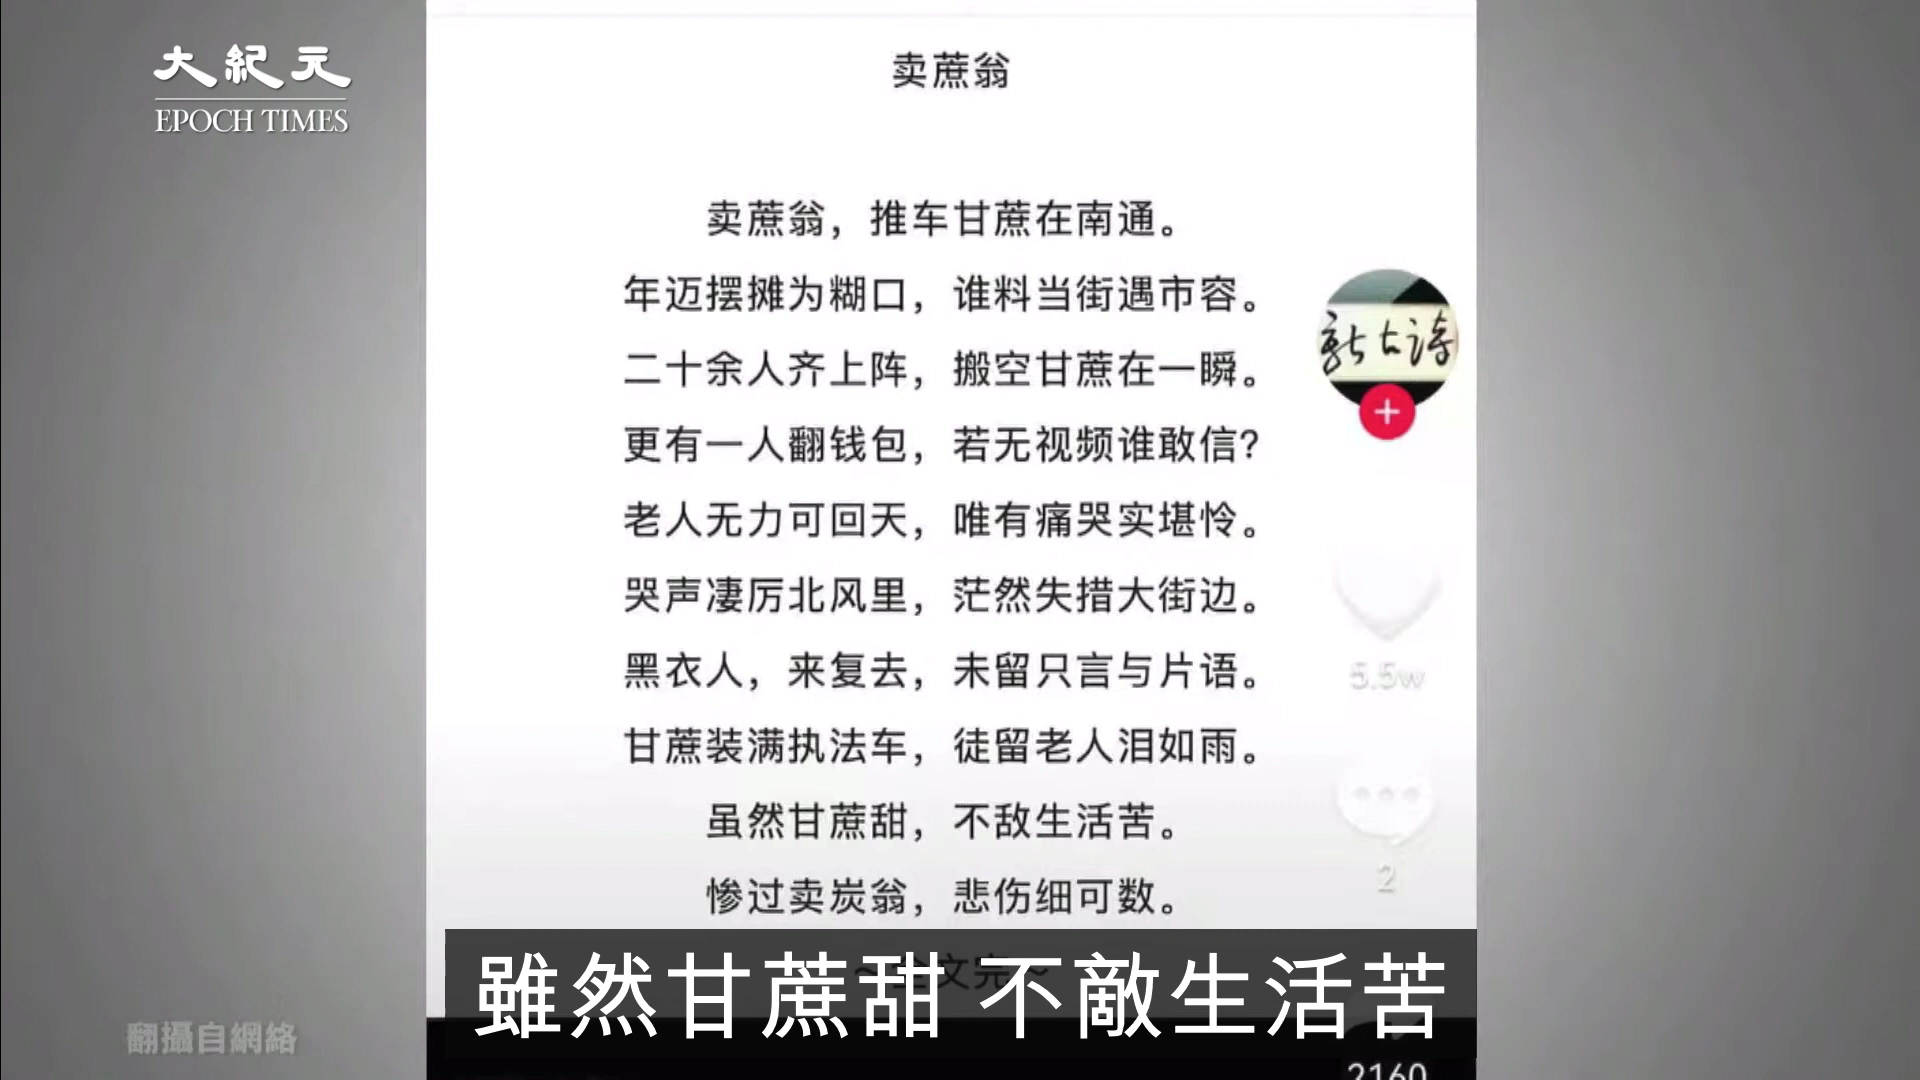 大紀元
EPOCH TIMES
卖蔗翁
卖蔗翁，推车甘蔗在南通。
年迈摆摊为糊口，谁料当街遇市容。
二十余人齐上阵，搬空甘蔗在一瞬。
更有一人翻钱包，若无视频谁敢信？
老人无力可回天，唯有痛哭实堪怜。
哭声凄厉北风里，茫然失措大街边。
黑衣人，来复去，未留只言与片语。
甘蔗装满执法车，徒留老人泪如雨。
虽然甘蔗甜，不敌生活苦。
惨过卖炭翁，悲伤细可数。
~全文完~
新古诗
5.5w
2
2160
雖然甘蔗甜 不敵生活苦
翻攝自網絡